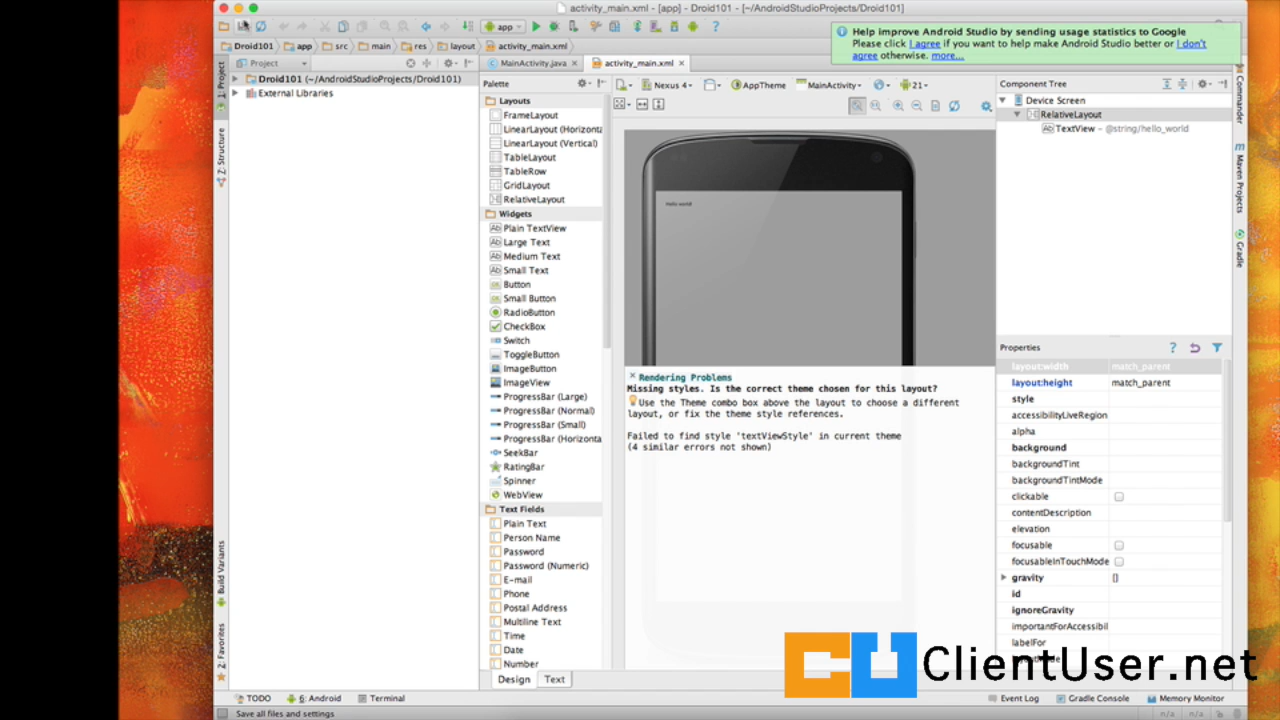 activity_main.xml - [app] - Droid101 - [~/AndroidStudioProjects/Droid101]
app
Help improve Android Studio by sending usage statistics to Google
Please click I agree if you want to help make Android Studio better or I don't
agree otherwise. more...
Droid101 app src main res layout activity_main.xml
1: Project
Z: Structure
Build Variants
2: Favorites
Project
Droid101 (~/AndroidStudioProjects/Droid101)
External Libraries
MainActivity.java
activity_main.xml
Palette
Layouts
FrameLayout
LinearLayout (Horizonta
LinearLayout (Vertical)
TableLayout
TableRow
GridLayout
RelativeLayout
Widgets
Plain TextView
Large Text
Medium Text
Small Text
Button
Small Button
RadioButton
CheckBox
Switch
ToggleButton
ImageButton
ImageView
ProgressBar (Large)
ProgressBar (Normal)
ProgressBar (Small)
ProgressBar (Horizonta
SeekBar
RatingBar
Spinner
WebView
Text Fields
Plain Text
Person Name
Password
Password (Numeric)
E-mail
Phone
Postal Address
Multiline Text
Time
Date
Number
Design Text
Nexus 4 AppTheme MainActivity 21
Hello world!
Rendering Problems
Missing styles. Is the correct theme chosen for this layout?
Use the Theme combo box above the layout to choose a different
layout, or fix the theme style references.
Failed to find style 'textViewStyle' in current theme
(4 similar errors not shown)
Component Tree
Device Screen
RelativeLayout
TextView - @string/hello_world
Properties
layout:width match_parent
layout:height match_parent
style
accessibilityLiveRegion
alpha
background
backgroundTint
backgroundTintMode
clickable
contentDescription
elevation
focusable
focusableInTouchMode
gravity []
id
ignoreGravity
importantForAccessibil
labelFor
Commander
Maven Projects
Gradle
ClientUser.net
TODO 6: Android Terminal Event Log Gradle Console Memory Monitor
Save all files and settings n/a n/a